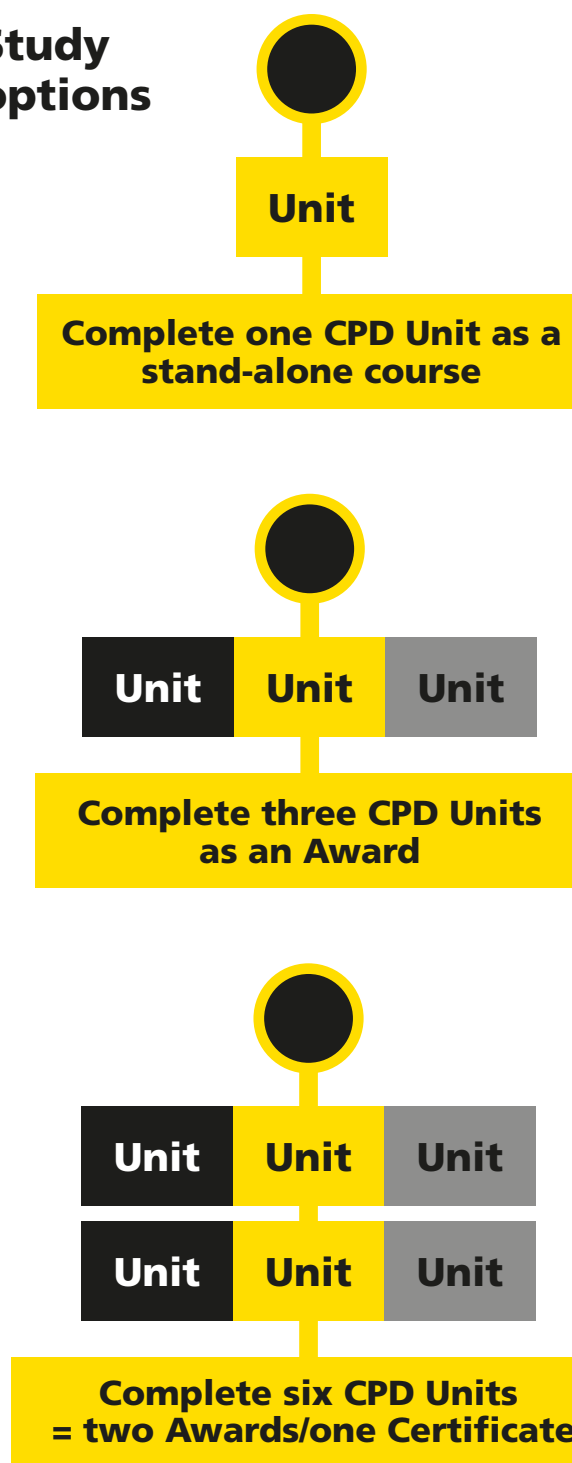 Study
options
Unit
Complete one CPD Unit as a
stand-alone course
Unit Unit Unit
Complete three CPD Units
as an Award
Unit Unit Unit
Unit Unit Unit
Complete six CPD Units
= two Awards/one Certificate